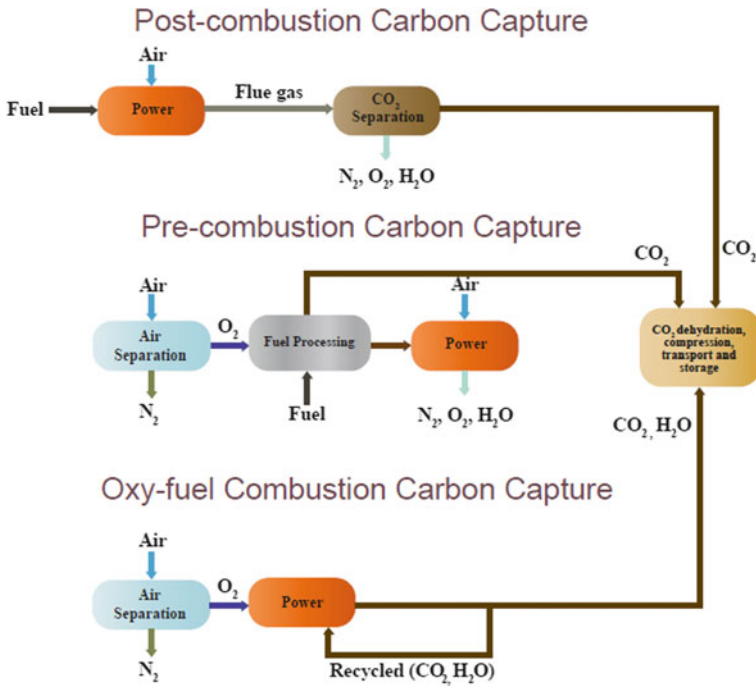 Post-combustion Carbon Capture
Air
Fuel
Power
Flue gas
CO₂
Separation
N₂, O₂, H₂O
CO₂
Pre-combustion Carbon Capture
CO₂
Air
Air
Air
Separation
O₂
Fuel Processing
Power
CO₂ dehydration,
compression,
transport and
storage
N₂
Fuel
N₂, O₂, H₂O
CO₂, H₂O
Oxy-fuel Combustion Carbon Capture
Air
Air
Separation
O₂
Power
N₂
Recycled (CO₂, H₂O)